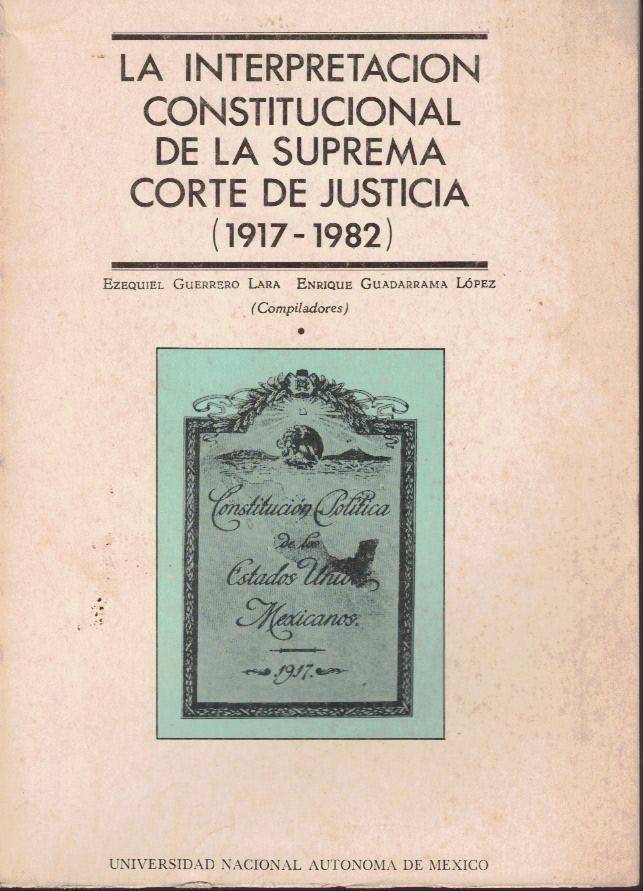 LA INTERPRETACION
CONSTITUCIONAL
DE LA SUPREMA
CORTE DE JUSTICIA
(1917-1982)
EZEQUIEL GUERRERO LARA ENRIQUE GUADARRAMA LÓPEZ
(Compiladores)
Constitución Política
de los
Estados Unidos
Mexicanos.
.1917.
UNIVERSIDAD NACIONAL AUTONOMA DE MEXICO